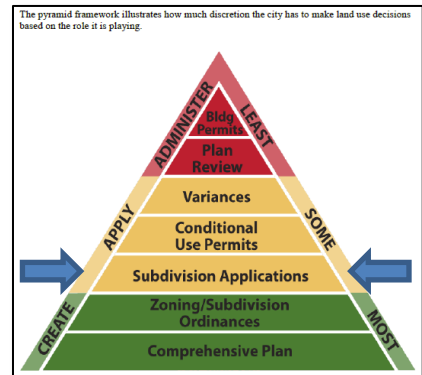 The pyramid framework illustrates how much discretion the city has to make land use decisions
based on the role it is playing.
ADMINISTER
LEAST
Bldg
Permits
Plan
Review
APPLY
SOME
Variances
Conditional
Use Permits
Subdivision Applications
CREATE
MOST
Zoning/Subdivision
Ordinances
Comprehensive Plan